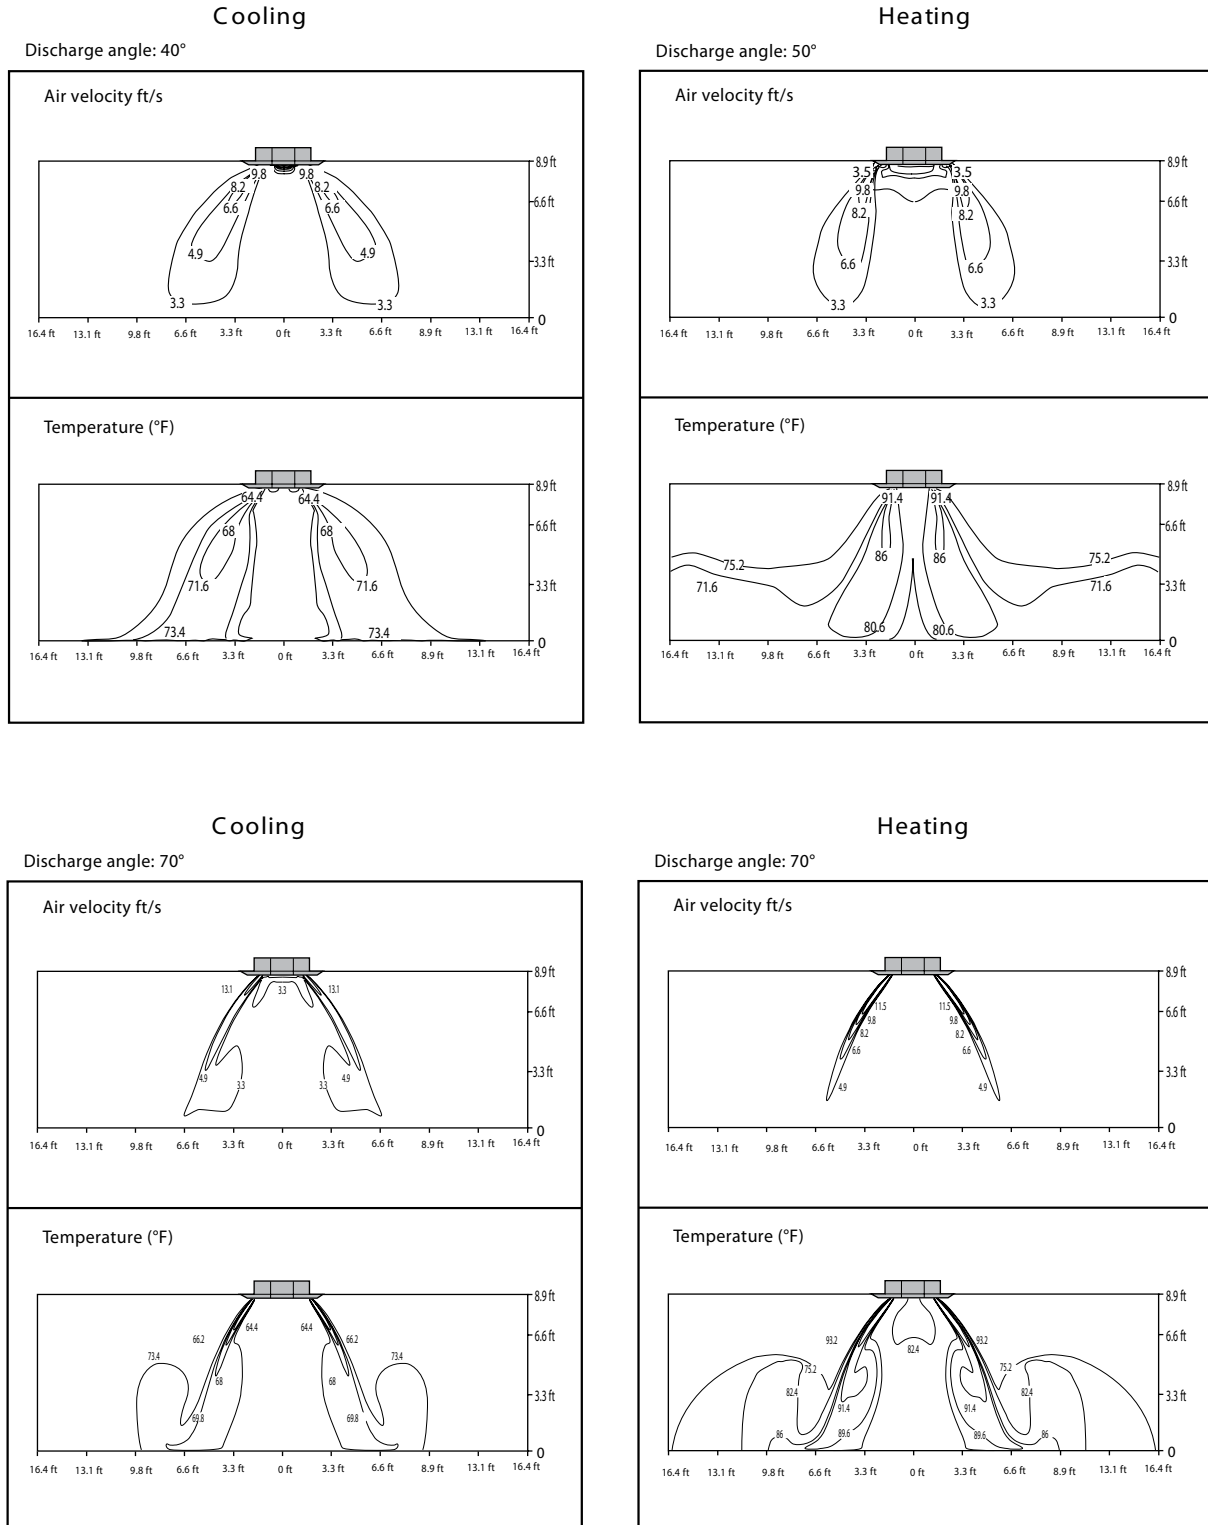 Cooling
Discharge angle: 40°
Air velocity ft/s
9.8 9.8
8.2 8.2
6.6 6.6
4.9 4.9
3.3 3.3
8.9 ft
6.6 ft
3.3 ft
0
16.4 ft 13.1 ft 9.8 ft 6.6 ft 3.3 ft 0 ft 3.3 ft 6.6 ft 8.9 ft 13.1 ft 16.4 ft
Temperature (°F)
64.4 64.4
68 68
71.6 71.6
73.4 73.4
8.9 ft
6.6 ft
3.3 ft
0
16.4 ft 13.1 ft 9.8 ft 6.6 ft 3.3 ft 0 ft 3.3 ft 6.6 ft 8.9 ft 13.1 ft 16.4 ft
Heating
Discharge angle: 50°
Air velocity ft/s
3.5 3.5
9.8 9.8
8.2 8.2
6.6 6.6
3.3 3.3
8.9 ft
6.6 ft
3.3 ft
0
16.4 ft 13.1 ft 9.8 ft 6.6 ft 3.3 ft 0 ft 3.3 ft 6.6 ft 8.9 ft 13.1 ft 16.4 ft
Temperature (°F)
91.4 91.4
86 86
75.2 75.2
71.6 71.6
80.6 80.6
8.9 ft
6.6 ft
3.3 ft
0
16.4 ft 13.1 ft 9.8 ft 6.6 ft 3.3 ft 0 ft 3.3 ft 6.6 ft 8.9 ft 13.1 ft 16.4 ft
Cooling
Discharge angle: 70°
Air velocity ft/s
13.1 3.3 13.1
4.9 4.9
3.3 3.3
8.9 ft
6.6 ft
3.3 ft
0
16.4 ft 13.1 ft 9.8 ft 6.6 ft 3.3 ft 0 ft 3.3 ft 6.6 ft 8.9 ft 13.1 ft 16.4 ft
Temperature (°F)
64.4 64.4
66.2 66.2
73.4 73.4
68 68
69.8 69.8
8.9 ft
6.6 ft
3.3 ft
0
16.4 ft 13.1 ft 9.8 ft 6.6 ft 3.3 ft 0 ft 3.3 ft 6.6 ft 8.9 ft 13.1 ft 16.4 ft
Heating
Discharge angle: 70°
Air velocity ft/s
11.5 11.5
9.8 9.8
8.2 8.2
6.6 6.6
4.9 4.9
8.9 ft
6.6 ft
3.3 ft
0
16.4 ft 13.1 ft 9.8 ft 6.6 ft 3.3 ft 0 ft 3.3 ft 6.6 ft 8.9 ft 13.1 ft 16.4 ft
Temperature (°F)
93.2 93.2
82.4
75.2 75.2
82.4 82.4
91.4 91.4
86 89.6 89.6 86
8.9 ft
6.6 ft
3.3 ft
0
16.4 ft 13.1 ft 9.8 ft 6.6 ft 3.3 ft 0 ft 3.3 ft 6.6 ft 8.9 ft 13.1 ft 16.4 ft